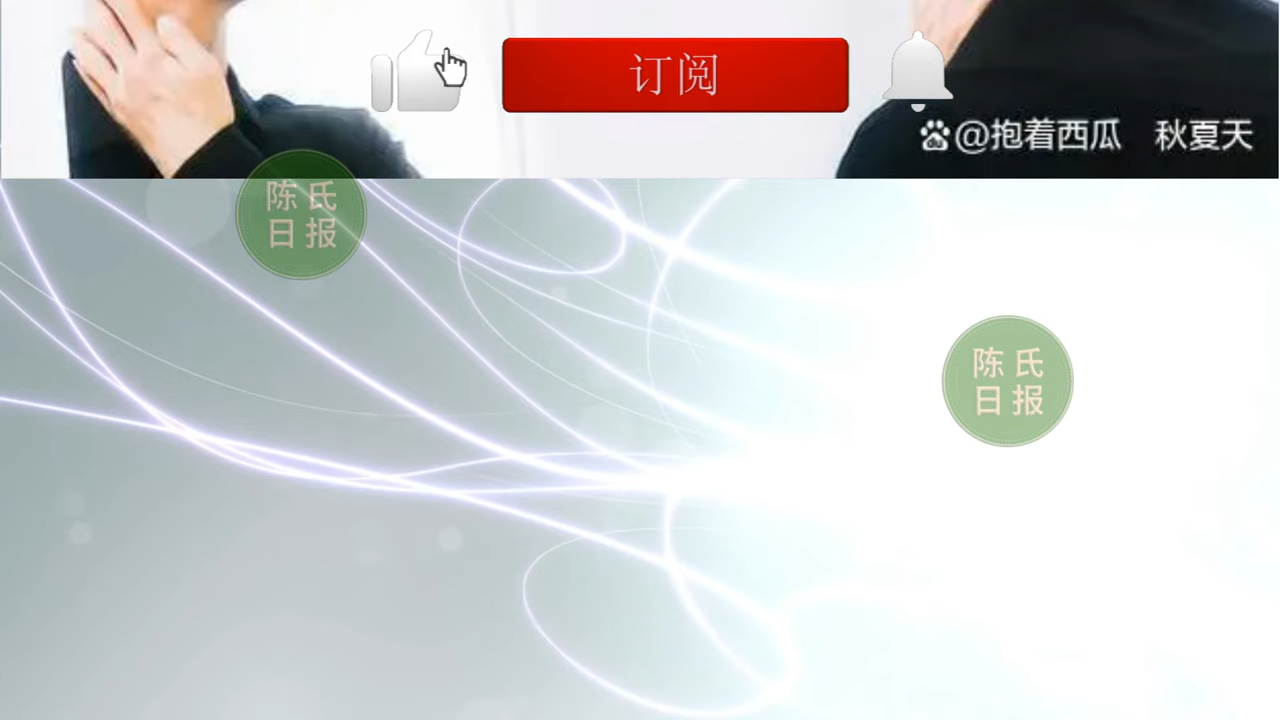 订阅
@抱着西瓜 秋夏天
陈氏
日报
陈氏
日报